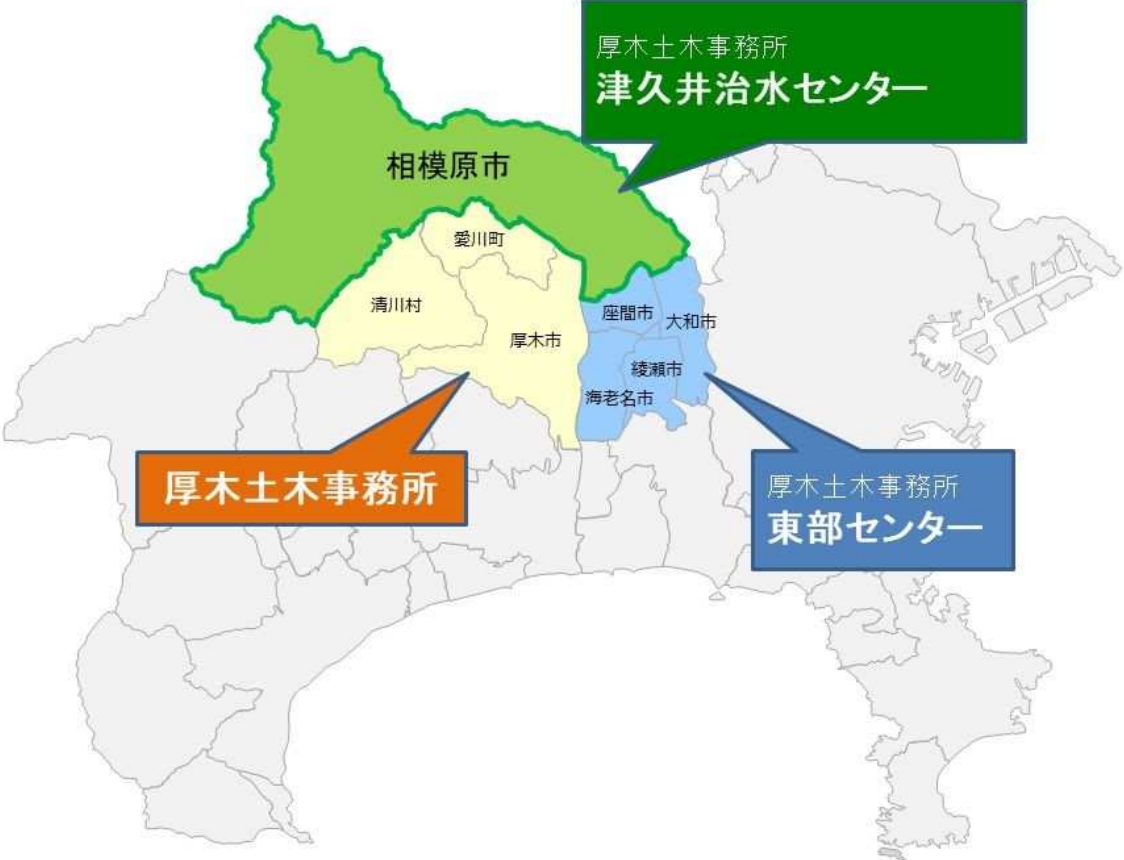 厚木土木事務所
津久井治水センター
相模原市
愛川町
清川村
厚木市
座間市
大和市
綾瀬市
海老名市
厚木土木事務所
厚木土木事務所
東部センター